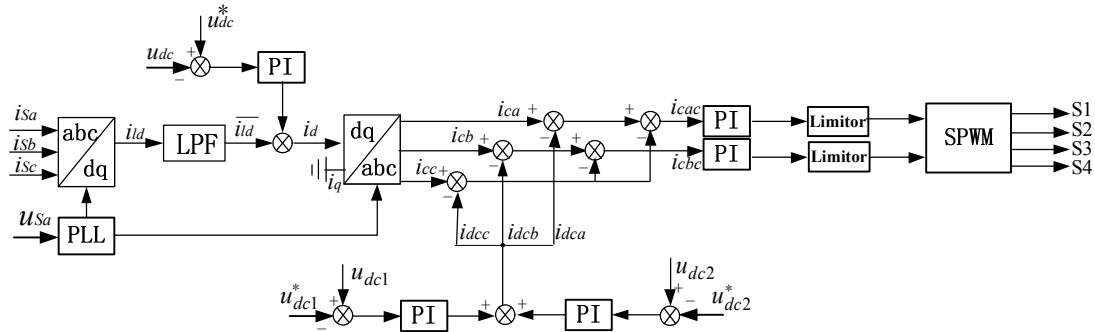 u*dc
udc + −
PI
iSa
iSb
iSc
abc
dq
ild
LPF
ild
id
iq
dq
abc
ica
icb
icc
+ −
+ −
+ −
+ −
+ −
icac
icbc
PI
PI
Limitor
Limitor
SPWM
S1
S2
S3
S4
uSa
PLL
idcc
idcb
idca
udc1
u*dc1
+ −
PI
+ +
PI
udc2
+ −
u*dc2